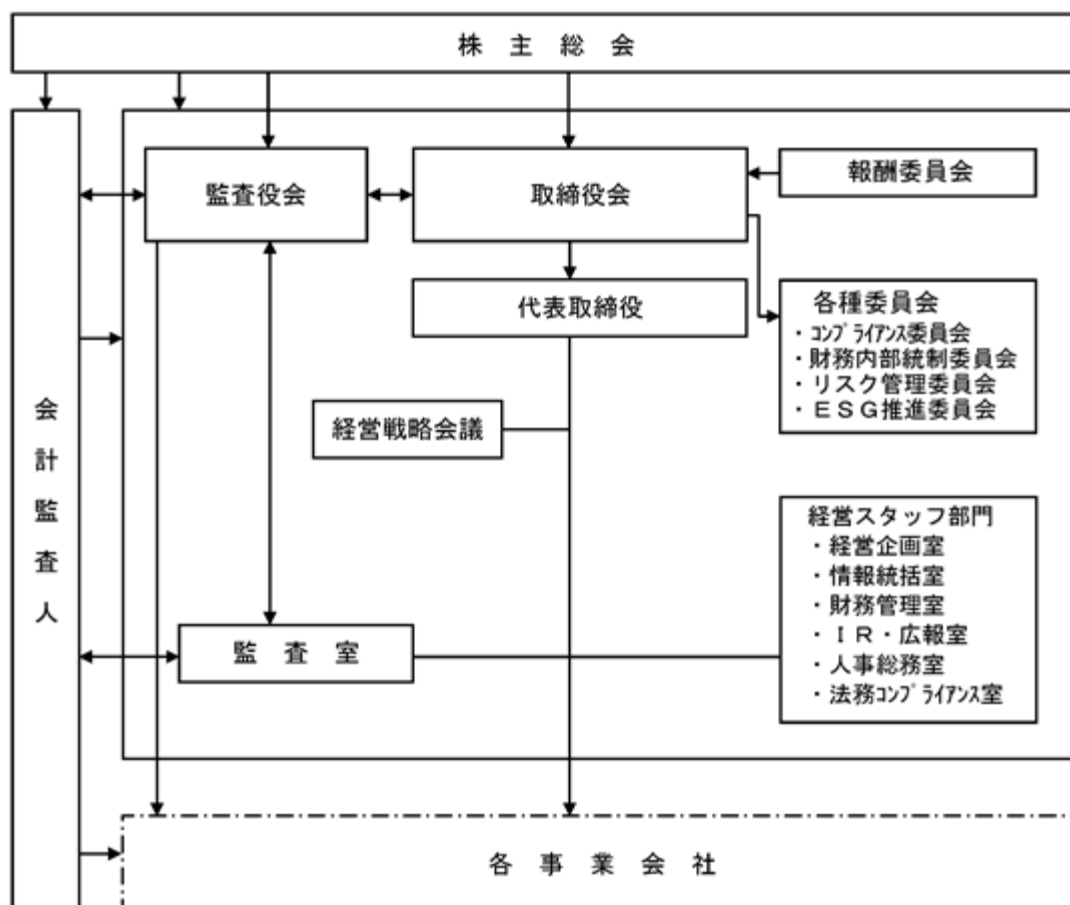 株主総会
監査役会
取締役会
報酬委員会
代表取締役
各種委員会
・ｺﾝﾌﾟﾗｲｱﾝｽ委員会
・財務内部統制委員会
・リスク管理委員会
・ＥＳＧ推進委員会
経営戦略会議
会計監査人
経営スタッフ部門
・経営企画室
・情報統括室
・財務管理室
・ＩＲ・広報室
・人事総務室
・法務ｺﾝﾌﾟﾗｲｱﾝｽ室
監査室
各事業会社